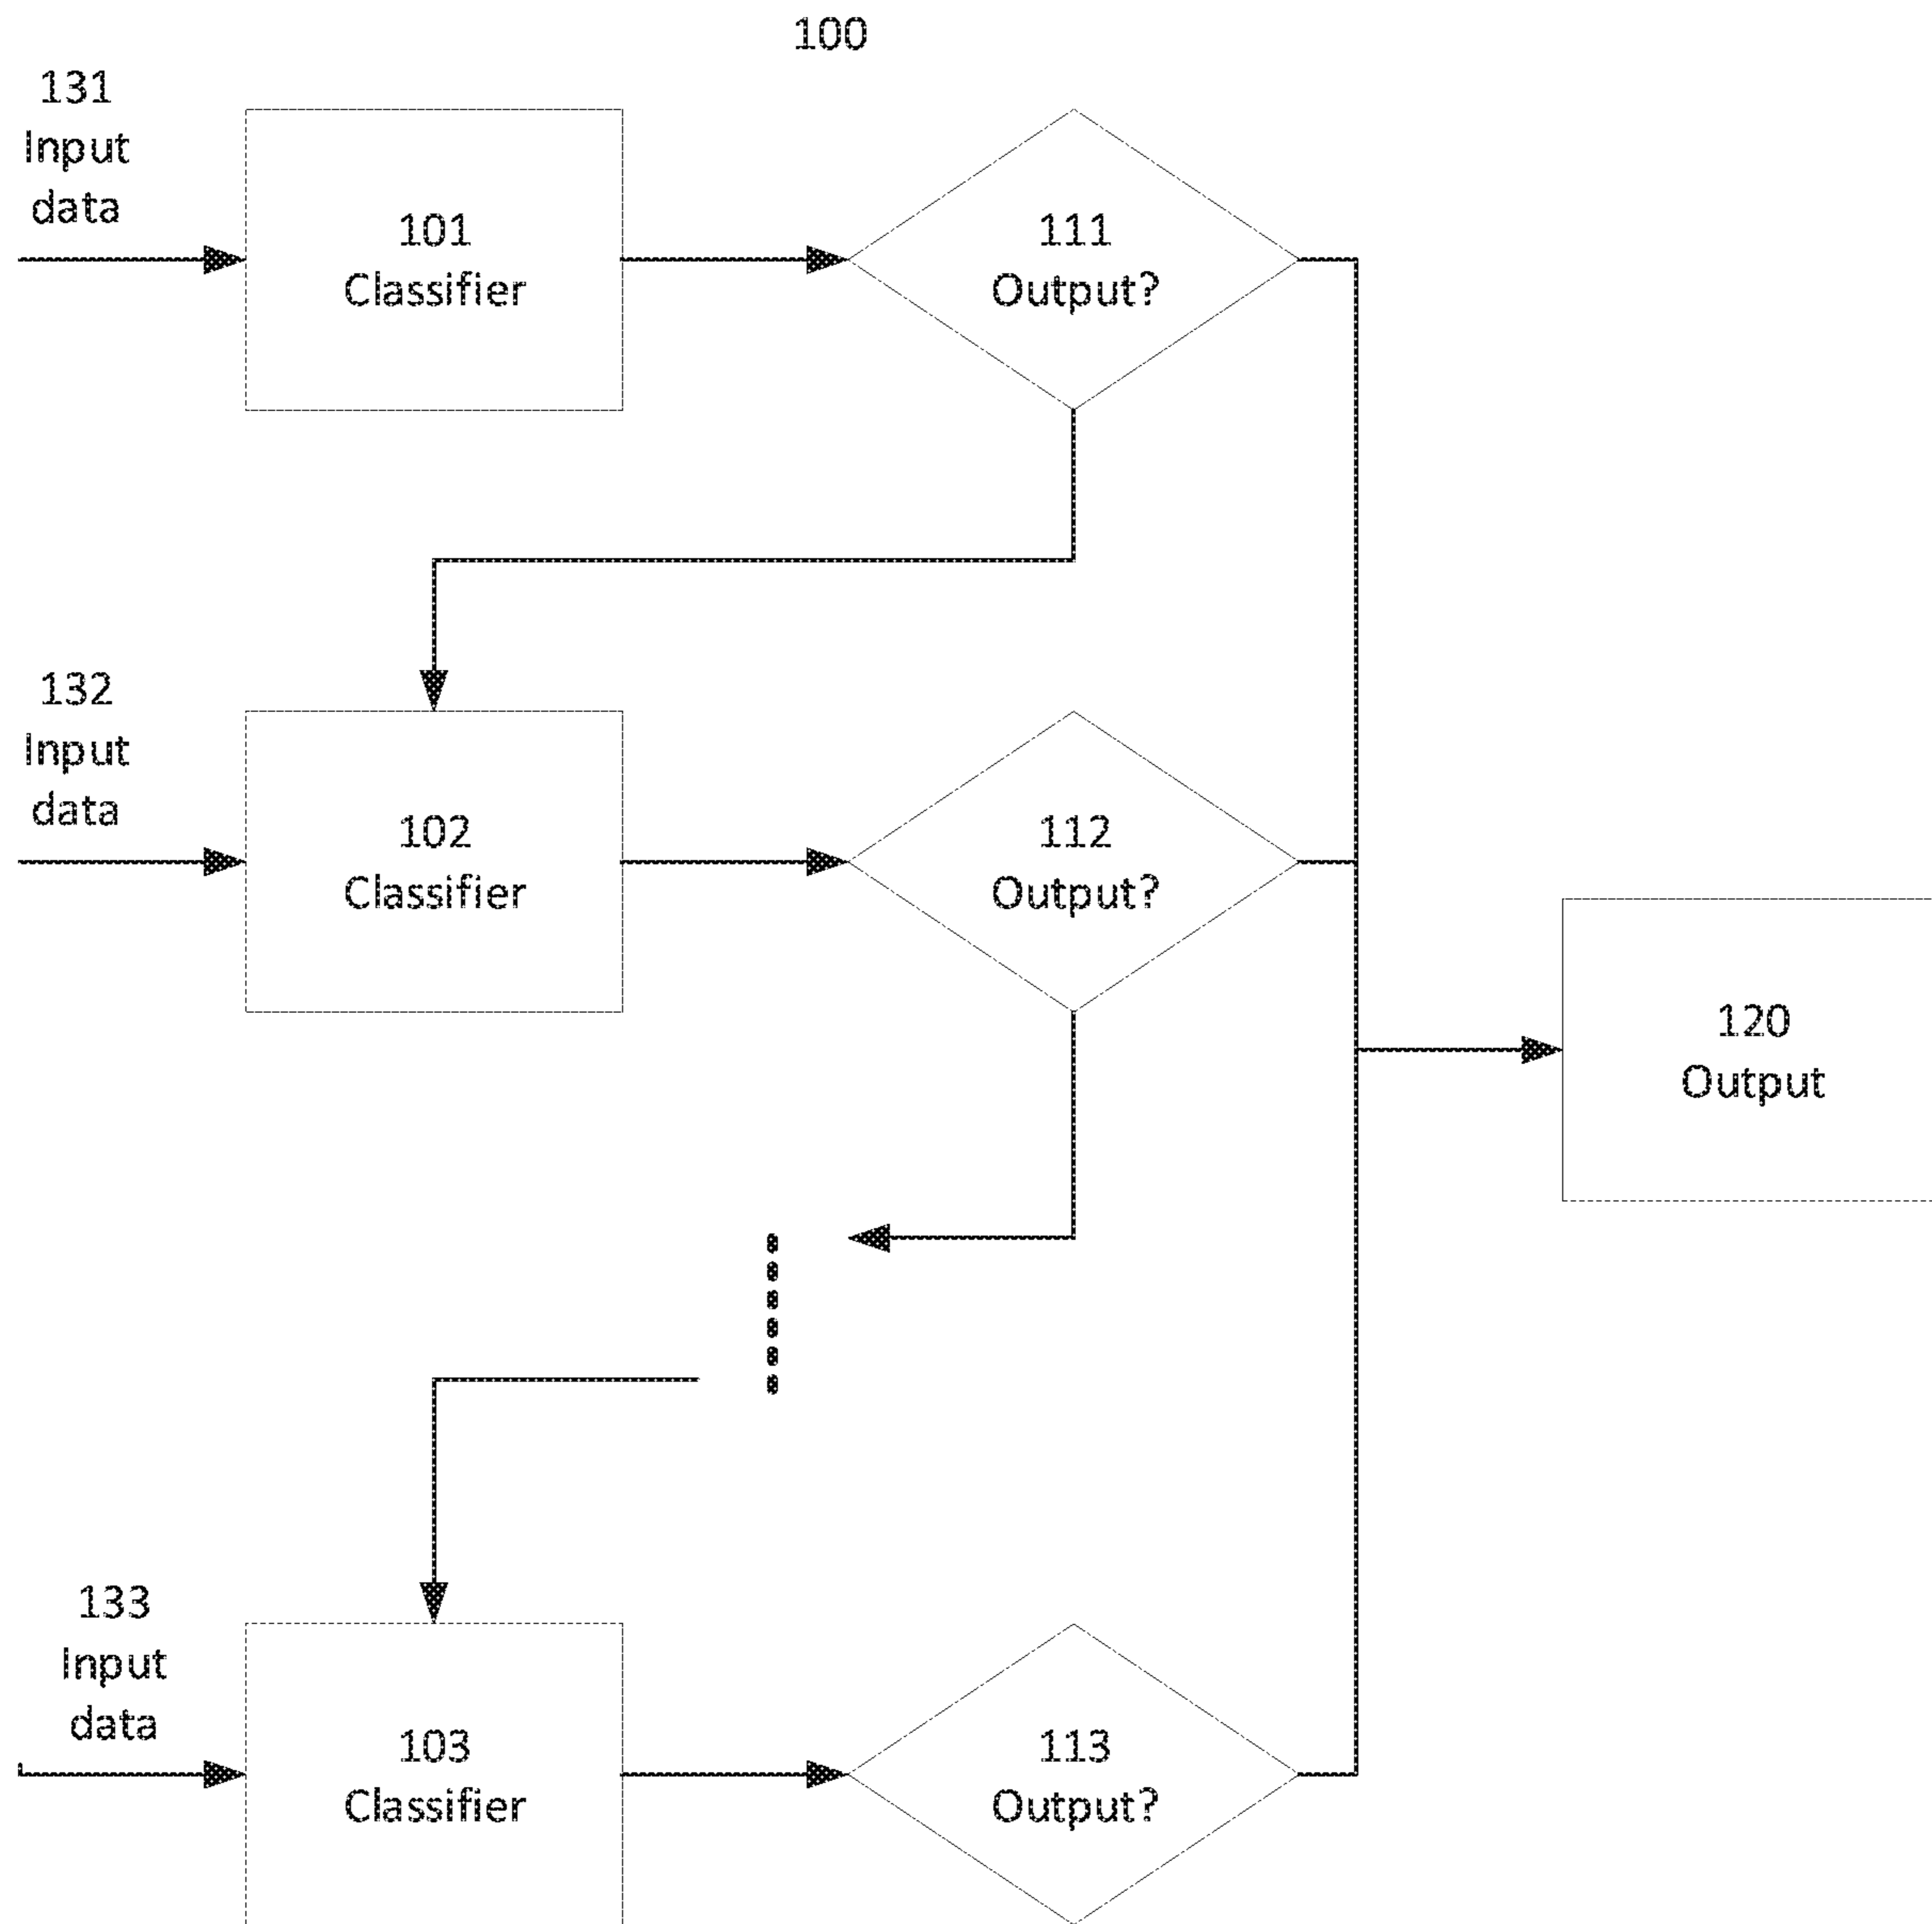 100
131
Input
data
101
Classifier
111
Output?
132
Input
data
102
Classifier
112
Output?
120
Output
133
Input
data
103
Classifier
113
Output?